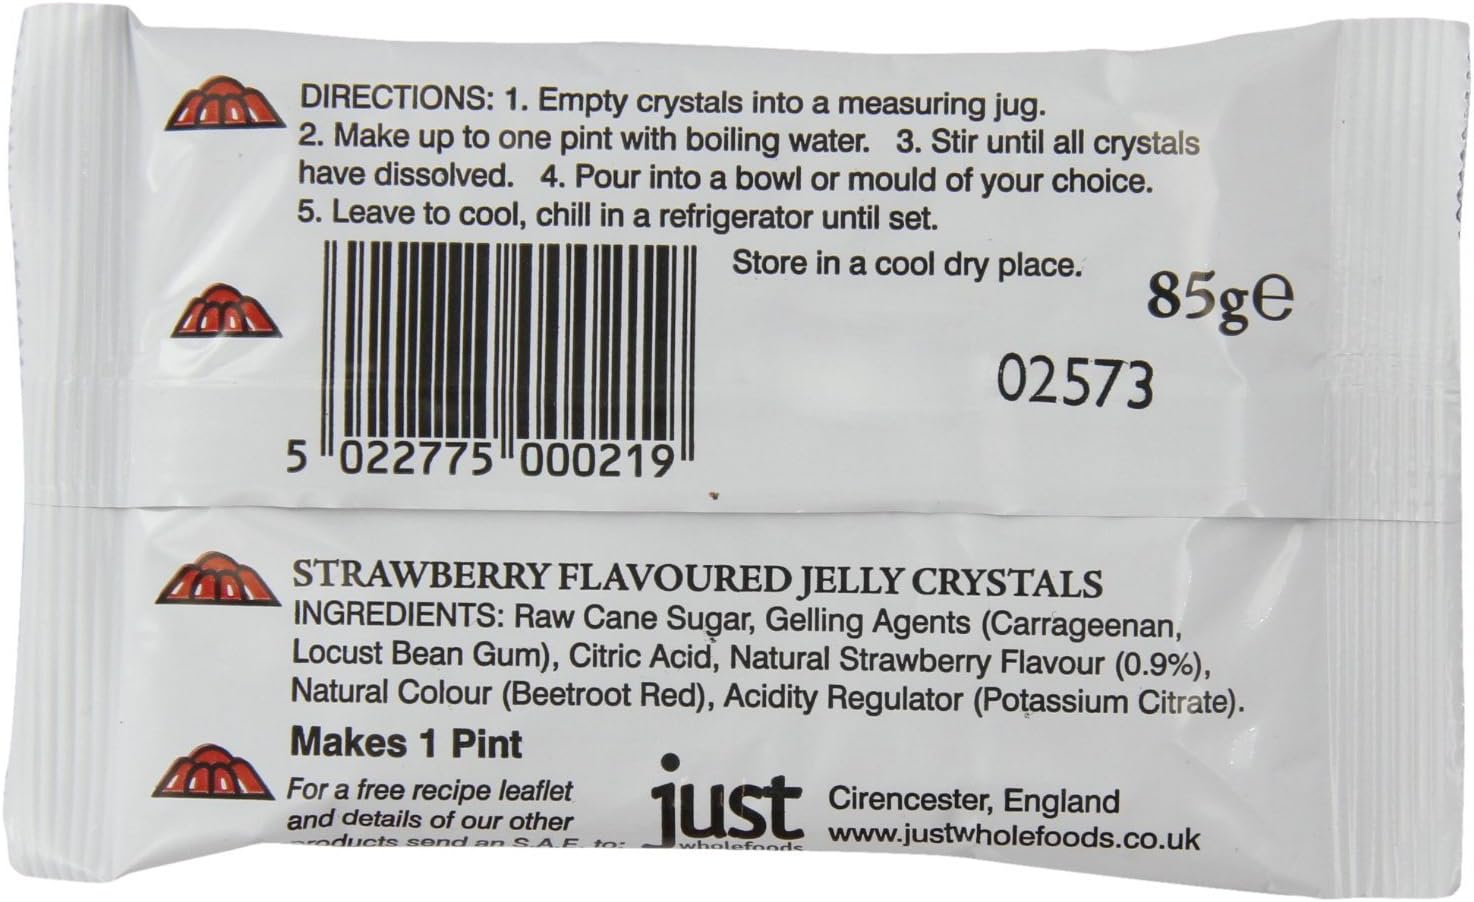 DIRECTIONS: 1. Empty crystals into a measuring jug.
2. Make up to one pint with boiling water. 3. Stir until all crystals
have dissolved. 4. Pour into a bowl or mould of your choice.
5. Leave to cool, chill in a refrigerator until set.
Store in a cool dry place.
85g℮
02573
5 022775 000219
STRAWBERRY FLAVOURED JELLY CRYSTALS
INGREDIENTS: Raw Cane Sugar, Gelling Agents (Carrageenan,
Locust Bean Gum), Citric Acid, Natural Strawberry Flavour (0.9%),
Natural Colour (Beetroot Red), Acidity Regulator (Potassium Citrate).
Makes 1 Pint
For a free recipe leaflet
and details of our other
products send an S.A.E. to:
just
wholefoods
Cirencester, England
www.justwholefoods.co.uk